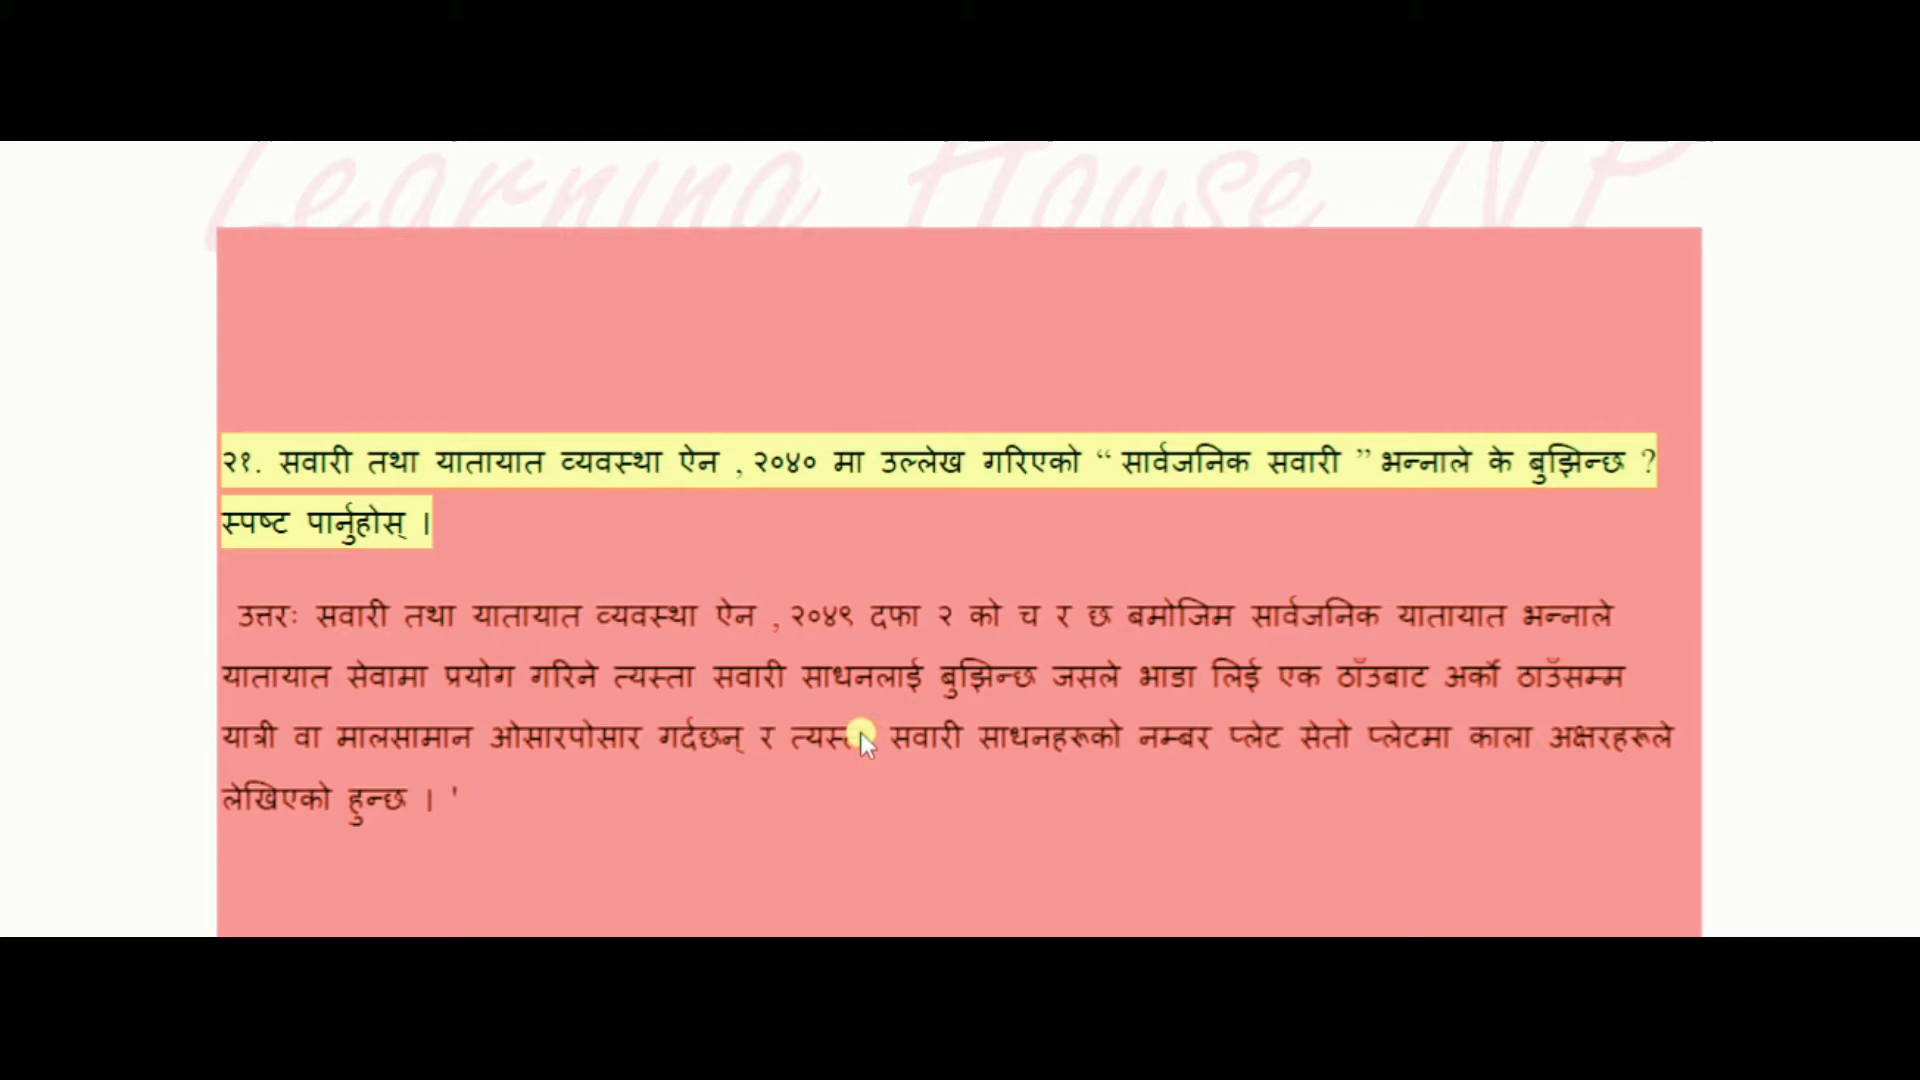 Learning House NP
२१. सवारी तथा यातायात व्यवस्था ऐन , २०४० मा उल्लेख गरिएको “ सार्वजनिक सवारी ” भन्नाले के बुझिन्छ ?
स्पष्ट पार्नुहोस् ।
उत्तरः सवारी तथा यातायात व्यवस्था ऐन , २०४९ दफा २ को च र छ बमोजिम सार्वजनिक यातायात भन्नाले
यातायात सेवामा प्रयोग गरिने त्यस्ता सवारी साधनलाई बुझिन्छ जसले भाडा लिई एक ठाँउबाट अर्को ठाउँसम्म
यात्री वा मालसामान ओसारपोसार गर्दछन् र सवारी साधनहरूको नम्बर प्लेट सेतो प्लेटमा काला अक्षरहरूले
लेखिएको हुन्छ । '